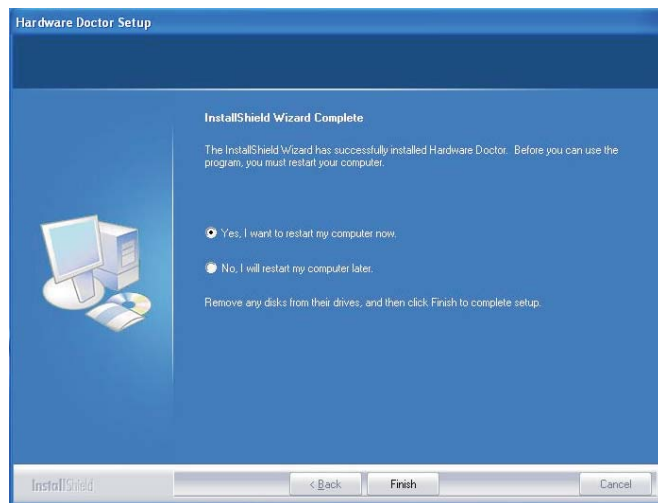 Hardware Doctor Setup
InstallShield Wizard Complete
The InstallShield Wizard has successfully installed Hardware Doctor. Before you can use the
program, you must restart your computer.
Yes, I want to restart my computer now.
No, I will restart my computer later.
Remove any disks from their drives, and then click Finish to complete setup.
InstallShield
< Back
Finish
Cancel